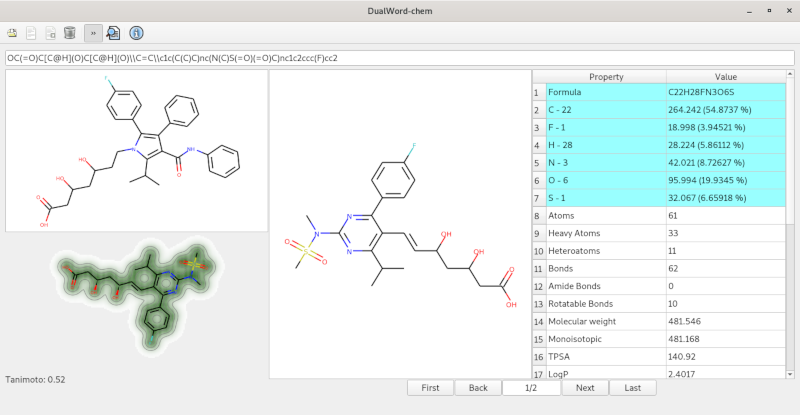 DualWord-chem
»
OC(=O)C[C@H](O)C[C@H](O)\\C=C\\c1c(C(C)C)nc(N(C)S(=O)(=O)C)nc1c2ccc(F)cc2
F
N
NH
O
HO
HO
O
OH
Tanimoto: 0.52
F
N
N
N
O
S
O
OH
OH
O
OH
Property Value
1 Formula C22H28FN3O6S
2 C - 22 264.242 (54.8737 %)
3 F - 1 18.998 (3.94521 %)
4 H - 28 28.224 (5.86112 %)
5 N - 3 42.021 (8.72627 %)
6 O - 6 95.994 (19.9345 %)
7 S - 1 32.067 (6.65918 %)
8 Atoms 61
9 Heavy Atoms 33
10 Heteroatoms 11
11 Bonds 62
12 Amide Bonds 0
13 Rotatable Bonds 10
14 Molecular weight 481.546
15 Monoisotopic 481.168
16 TPSA 140.92
17 LogP 2.4017
First Back 1/2 Next Last